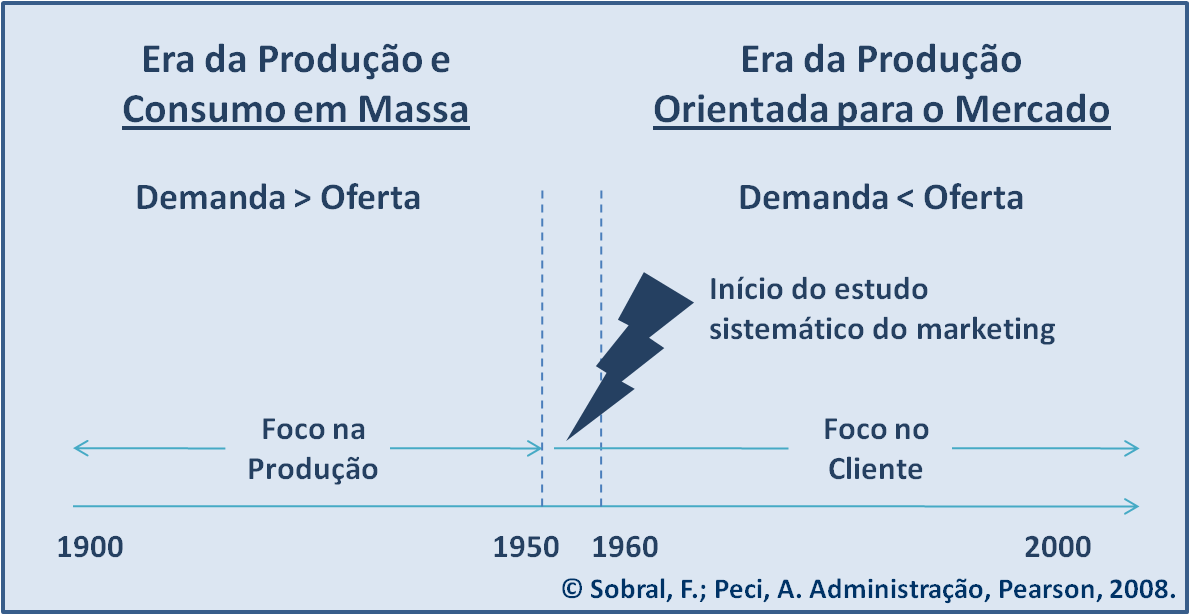 Era da Produção e
Consumo em Massa
Era da Produção
Orientada para o Mercado
Demanda > Oferta
Demanda < Oferta
Início do estudo
sistemático do marketing
Foco na
Produção
Foco no
Cliente
1900
1950
1960
2000
© Sobral, F.; Peci, A. Administração, Pearson, 2008.